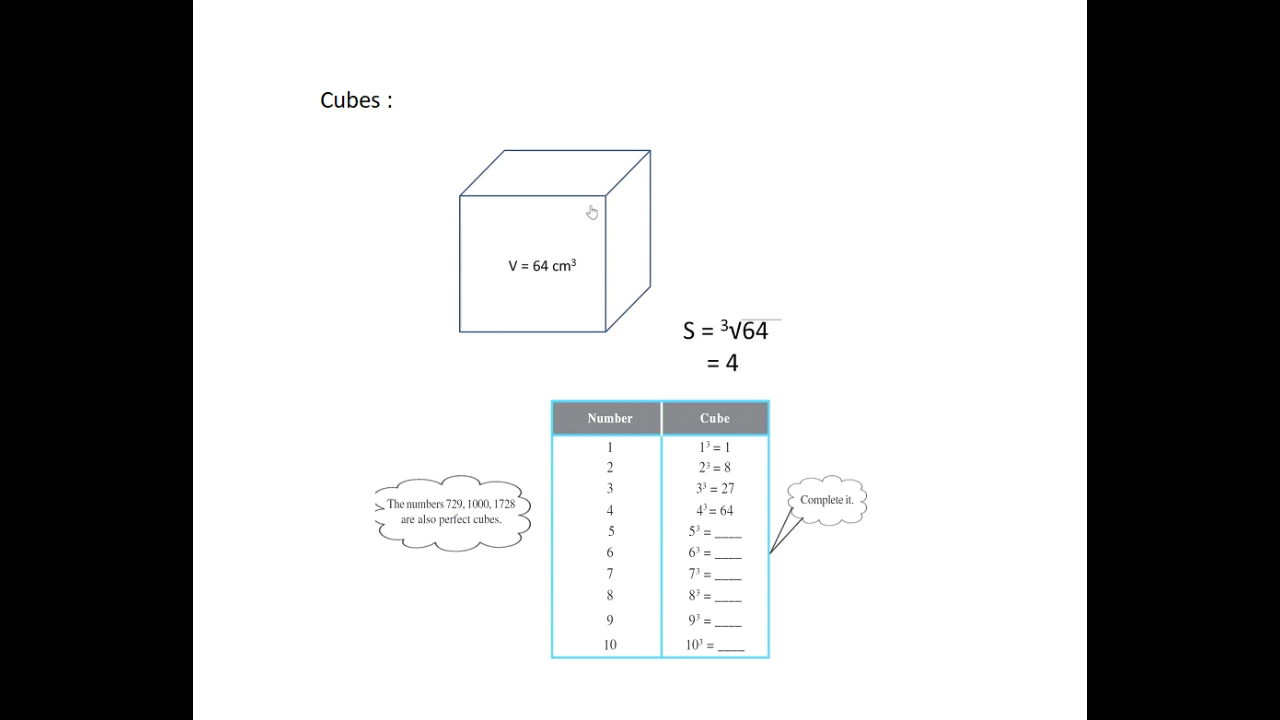 Cubes :
V = 64 cm³
S = ³√64
= 4
Number Cube
1 1³ = 1
2 2³ = 8
3 3³ = 27
4 4³ = 64
5 5³ = ____
6 6³ = ____
7 7³ = ____
8 8³ = ____
9 9³ = ____
10 10³ = ____
The numbers 729, 1000, 1728
are also perfect cubes.
Complete it.